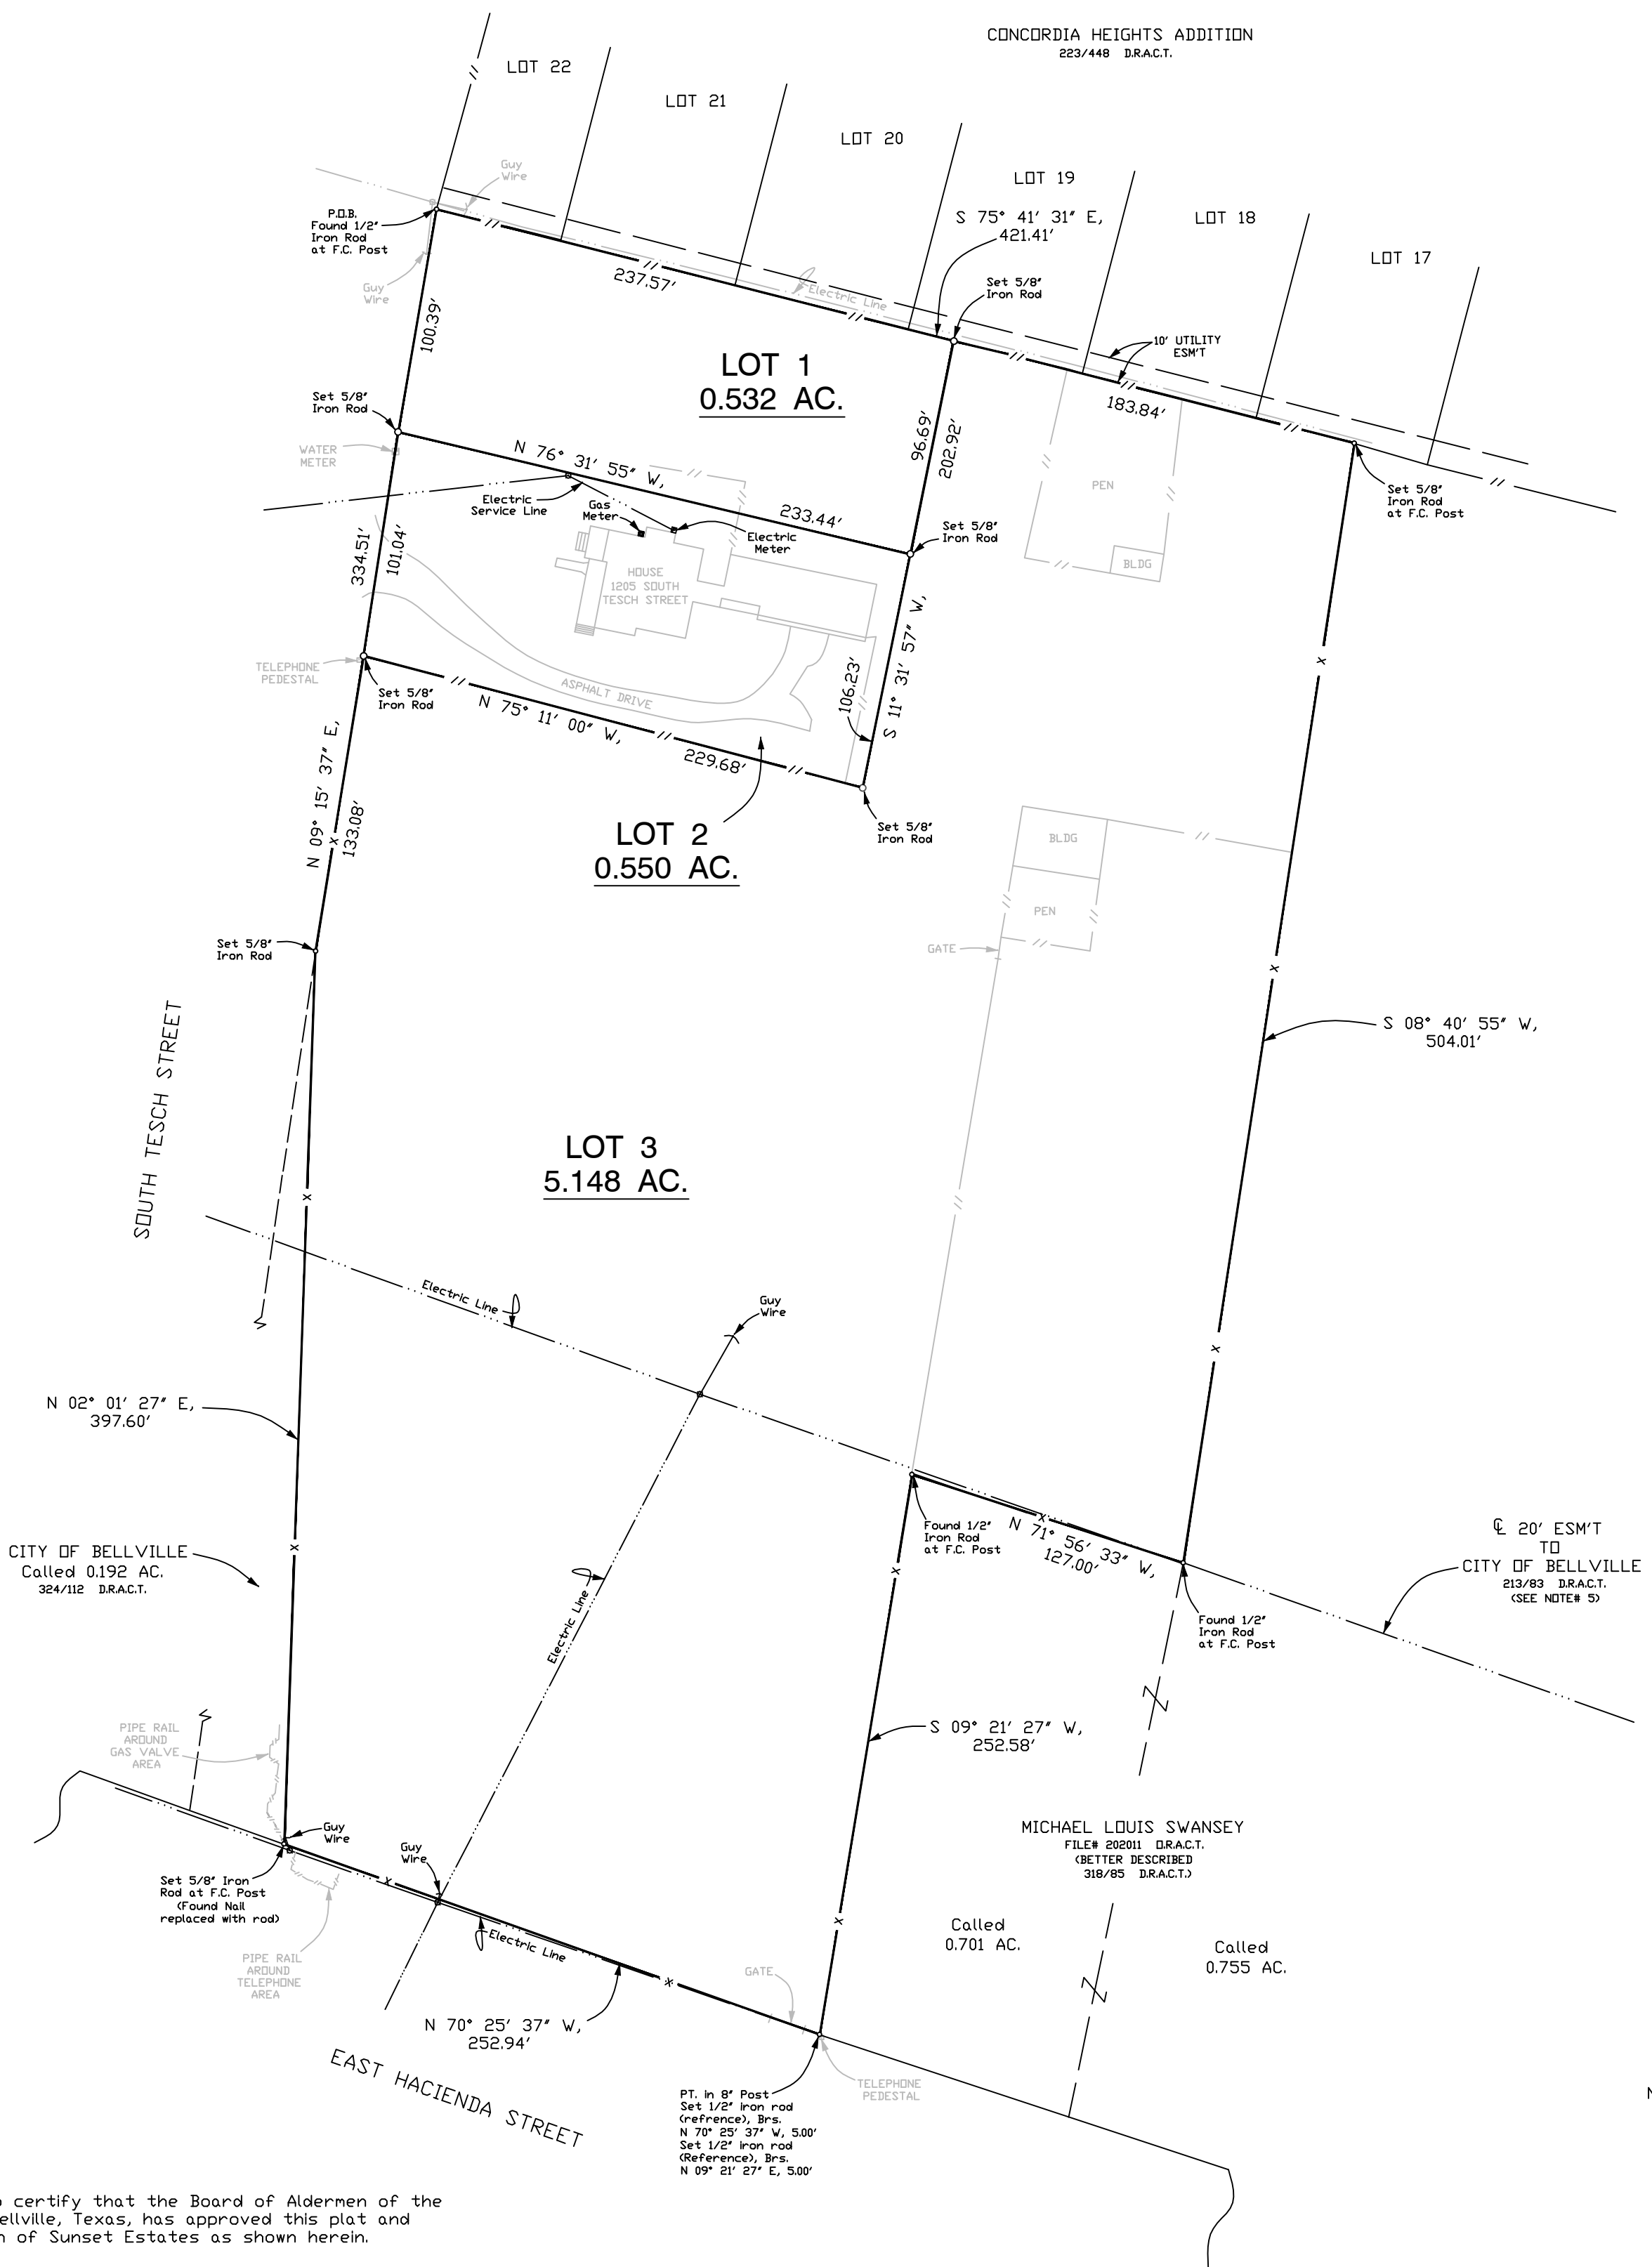 CONCORDIA HEIGHTS ADDITION
223/448 D.R.A.C.T.
LOT 22
LOT 21
LOT 20
LOT 19
LOT 18
LOT 17
Guy
Wire
P.O.B.
Found 1/2"
Iron Rod
at F.C. Post
Guy
Wire
S 75° 41' 31" E,
421.41'
237.57'
Electric Line
Set 5/8"
Iron Rod
10' UTILITY
ESM'T
183.84'
100.39'
LOT 1
0.532 AC.
96.69'
202.92'
Set 5/8"
Iron Rod
WATER
METER
N 76° 31' 55" W,
233.44'
Electric
Service Line
Gas
Meter
Electric
Meter
Set 5/8"
Iron Rod
PEN
BLDG
Set 5/8"
Iron Rod
at F.C. Post
334.51'
101.04'
HOUSE
1205 SOUTH
TESCH STREET
TELEPHONE
PEDESTAL
Set 5/8"
Iron Rod
ASPHALT DRIVE
N 75° 11' 00" W,
229.68'
106.23'
S 11° 31' 57" W,
N 09° 15' 37" E,
133.08'
LOT 2
0.550 AC.
Set 5/8"
Iron Rod
BLDG
PEN
GATE
Set 5/8"
Iron Rod
SOUTH TESCH STREET
S 08° 40' 55" W,
504.01'
LOT 3
5.148 AC.
Electric Line
Guy
Wire
N 02° 01' 27" E,
397.60'
CITY OF BELLVILLE
Called 0.192 AC.
324/112 D.R.A.C.T.
Electric Line
Found 1/2"
Iron Rod
at F.C. Post
N 71° 56' 33" W,
127.00'
℄ 20' ESM'T
TO
CITY OF BELLVILLE
213/83 D.R.A.C.T.
(SEE NOTE# 5)
Found 1/2"
Iron Rod
at F.C. Post
PIPE RAIL
AROUND
GAS VALVE
AREA
S 09° 21' 27" W,
252.58'
Guy
Wire
Guy
Wire
MICHAEL LOUIS SWANSEY
FILE# 202011 O.R.A.C.T.
(BETTER DESCRIBED
318/85 D.R.A.C.T.)
Set 5/8" Iron
Rod at F.C. Post
(Found Nail
replaced with rod)
Electric Line
Called
0.701 AC.
Called
0.755 AC.
PIPE RAIL
AROUND
TELEPHONE
AREA
GATE
N 70° 25' 37" W,
252.94'
EAST HACIENDA STREET
TELEPHONE
PEDESTAL
PT. in 8" Post
Set 1/2" iron rod
(refrence), Brs.
N 70° 25' 37" W, 5.00'
Set 1/2" iron rod
(Reference), Brs.
N 09° 21' 27" E, 5.00'
certify that the Board of Aldermen of the
ellville, Texas, has approved this plat and
of Sunset Estates as shown herein.